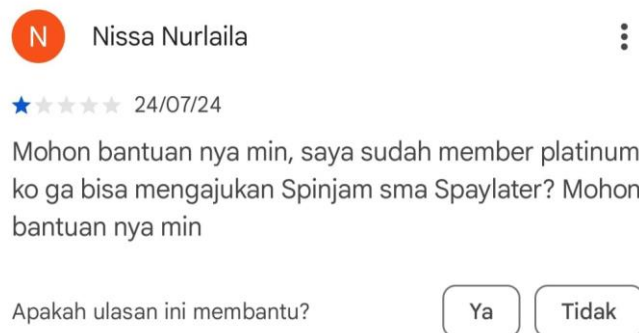 N Nissa Nurlaila
24/07/24
Mohon bantuan nya min, saya sudah member platinum
ko ga bisa mengajukan Spinjam sma Spaylater? Mohon
bantuan nya min
Apakah ulasan ini membantu? Ya Tidak